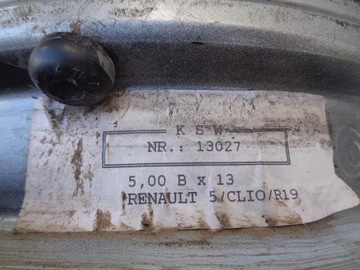 K S W
NR.: 13027
5,00 B x 13
RENAULT 5/CLIO/R19